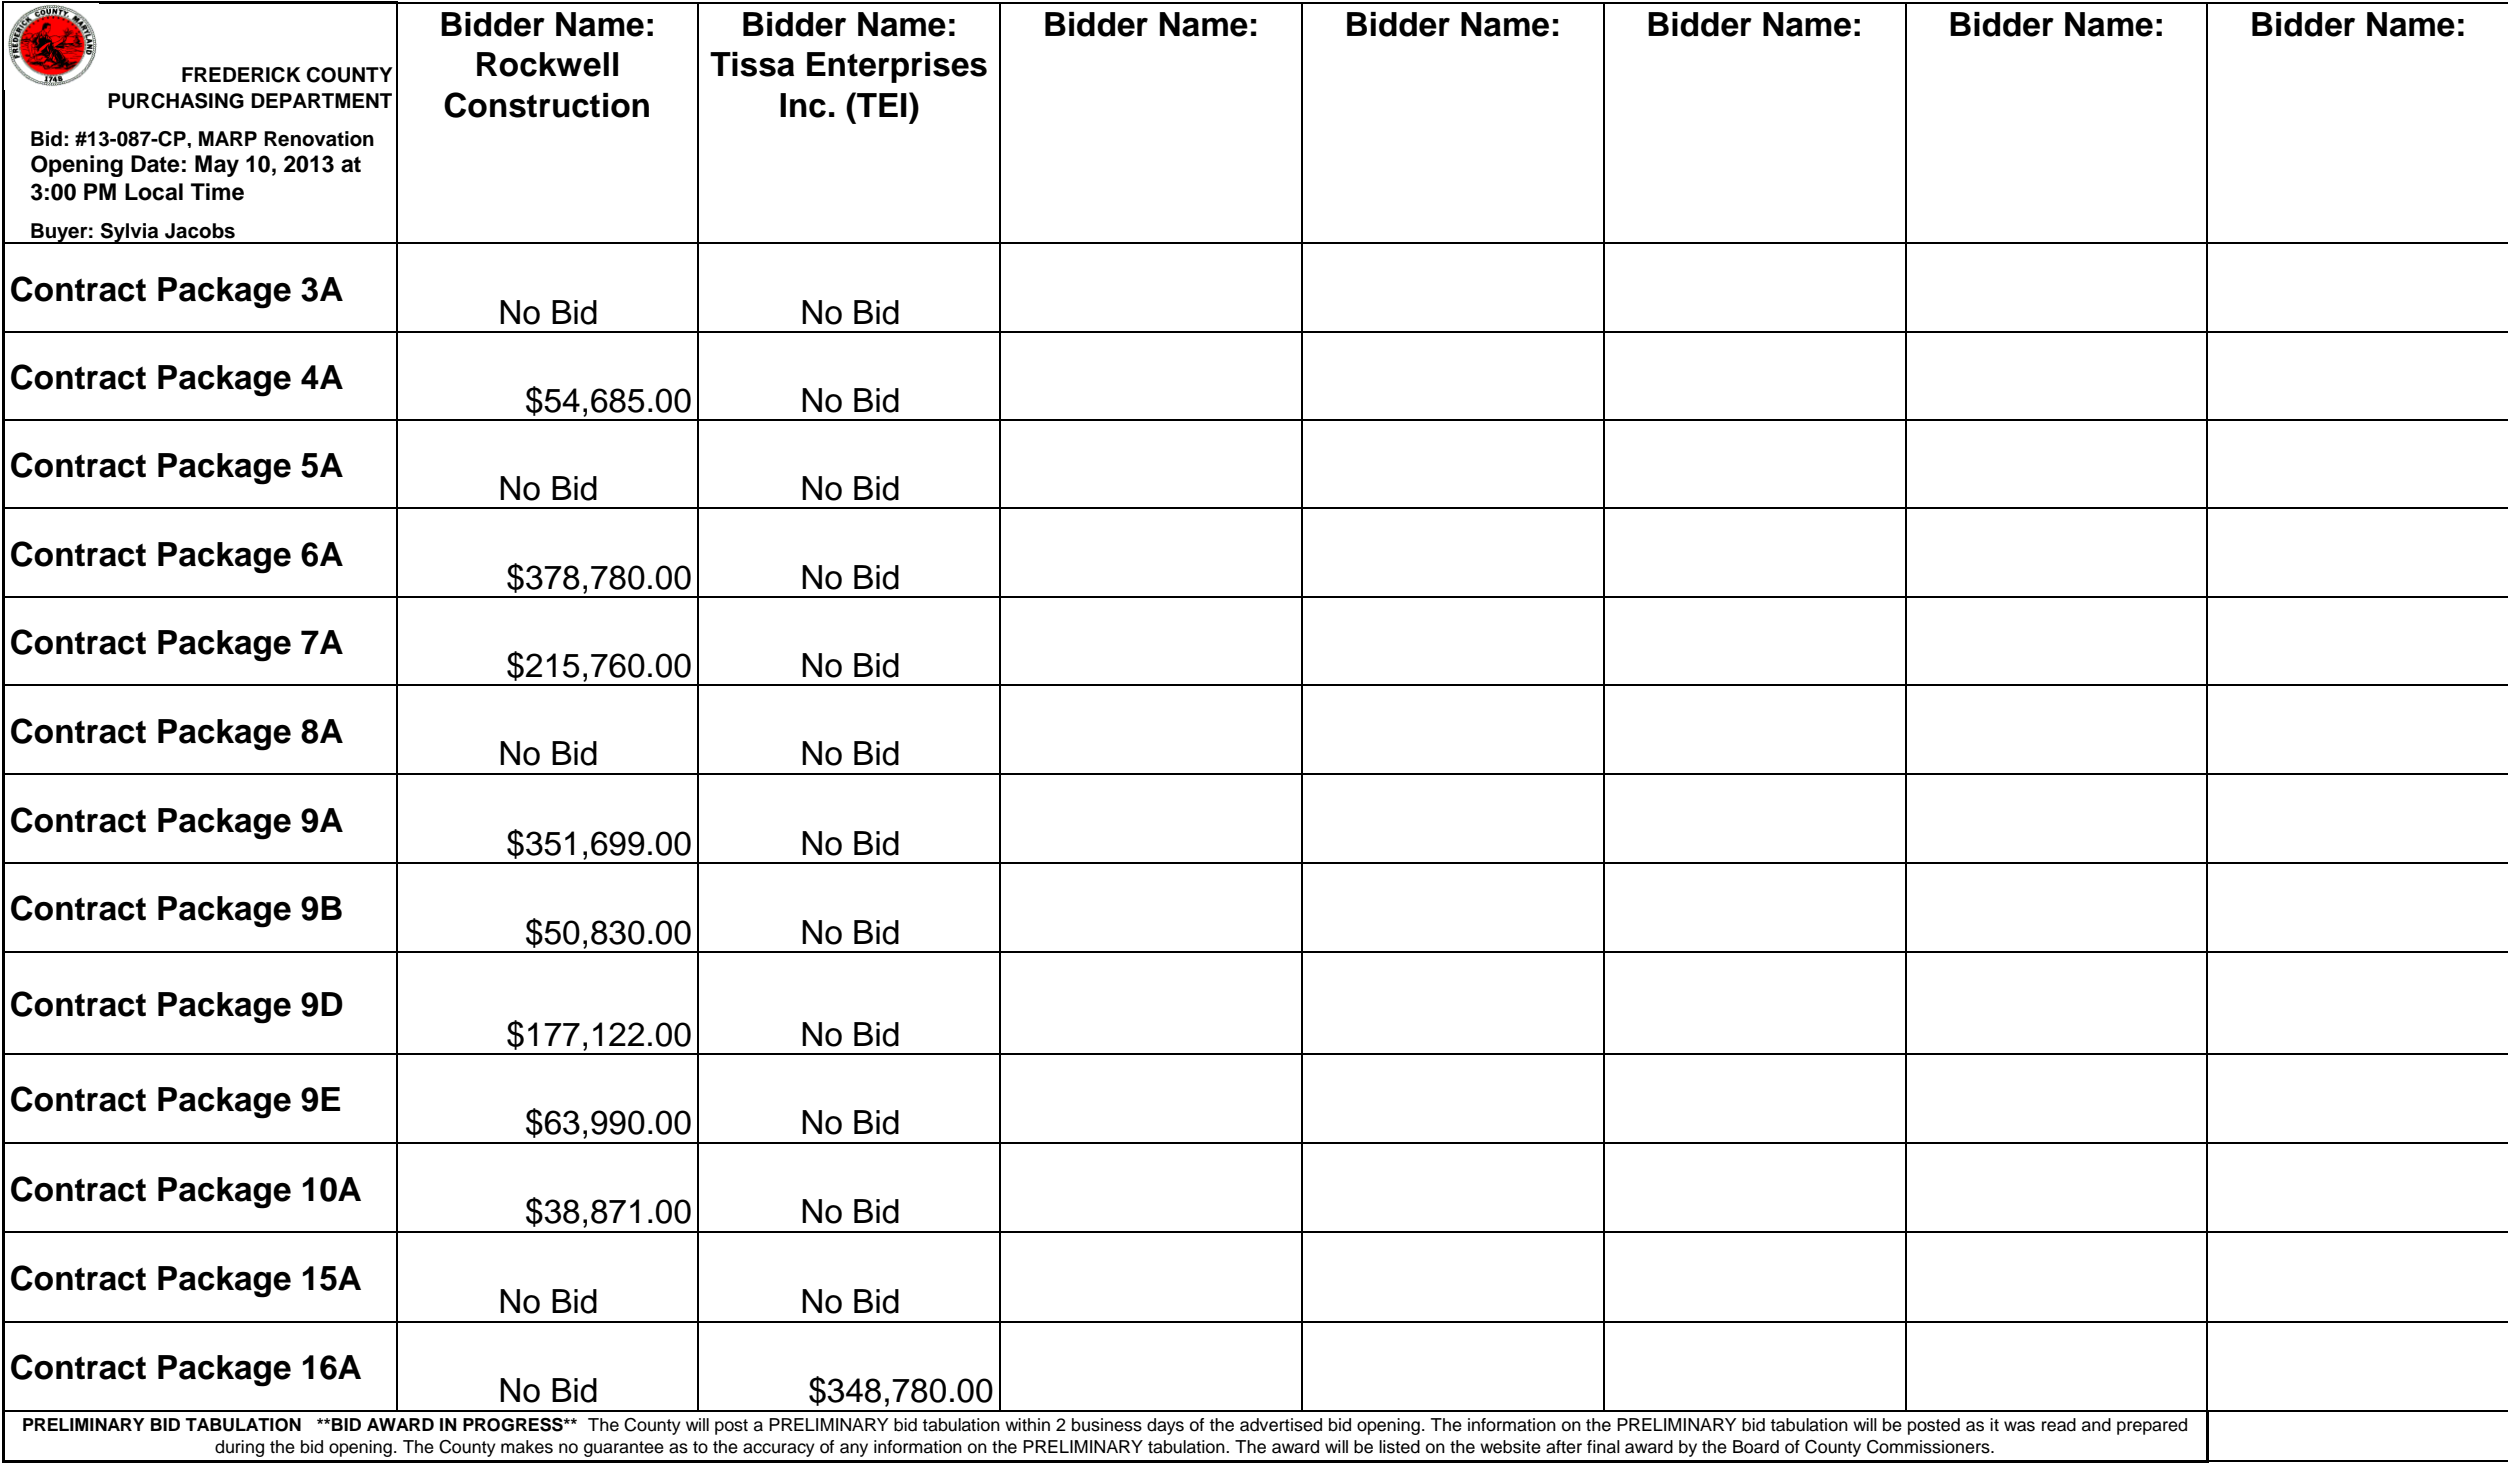 FREDERICK COUNTY MARYLAND
1748
FREDERICK COUNTY
PURCHASING DEPARTMENT
Bid: #13-087-CP, MARP Renovation
Opening Date: May 10, 2013 at
3:00 PM Local Time
Buyer: Sylvia Jacobs
Bidder Name:
Rockwell
Construction
Bidder Name:
Tissa Enterprises
Inc. (TEI)
Bidder Name:
Bidder Name:
Bidder Name:
Bidder Name:
Bidder Name:
Contract Package 3A
No Bid No Bid
Contract Package 4A
$54,685.00 No Bid
Contract Package 5A
No Bid No Bid
Contract Package 6A
$378,780.00 No Bid
Contract Package 7A
$215,760.00 No Bid
Contract Package 8A
No Bid No Bid
Contract Package 9A
$351,699.00 No Bid
Contract Package 9B
$50,830.00 No Bid
Contract Package 9D
$177,122.00 No Bid
Contract Package 9E
$63,990.00 No Bid
Contract Package 10A
$38,871.00 No Bid
Contract Package 15A
No Bid No Bid
Contract Package 16A
No Bid $348,780.00
PRELIMINARY BID TABULATION **BID AWARD IN PROGRESS** The County will post a PRELIMINARY bid tabulation within 2 business days of the advertised bid opening. The information on the PRELIMINARY bid tabulation will be posted as it was read and prepared
during the bid opening. The County makes no guarantee as to the accuracy of any information on the PRELIMINARY tabulation. The award will be listed on the website after final award by the Board of County Commissioners.